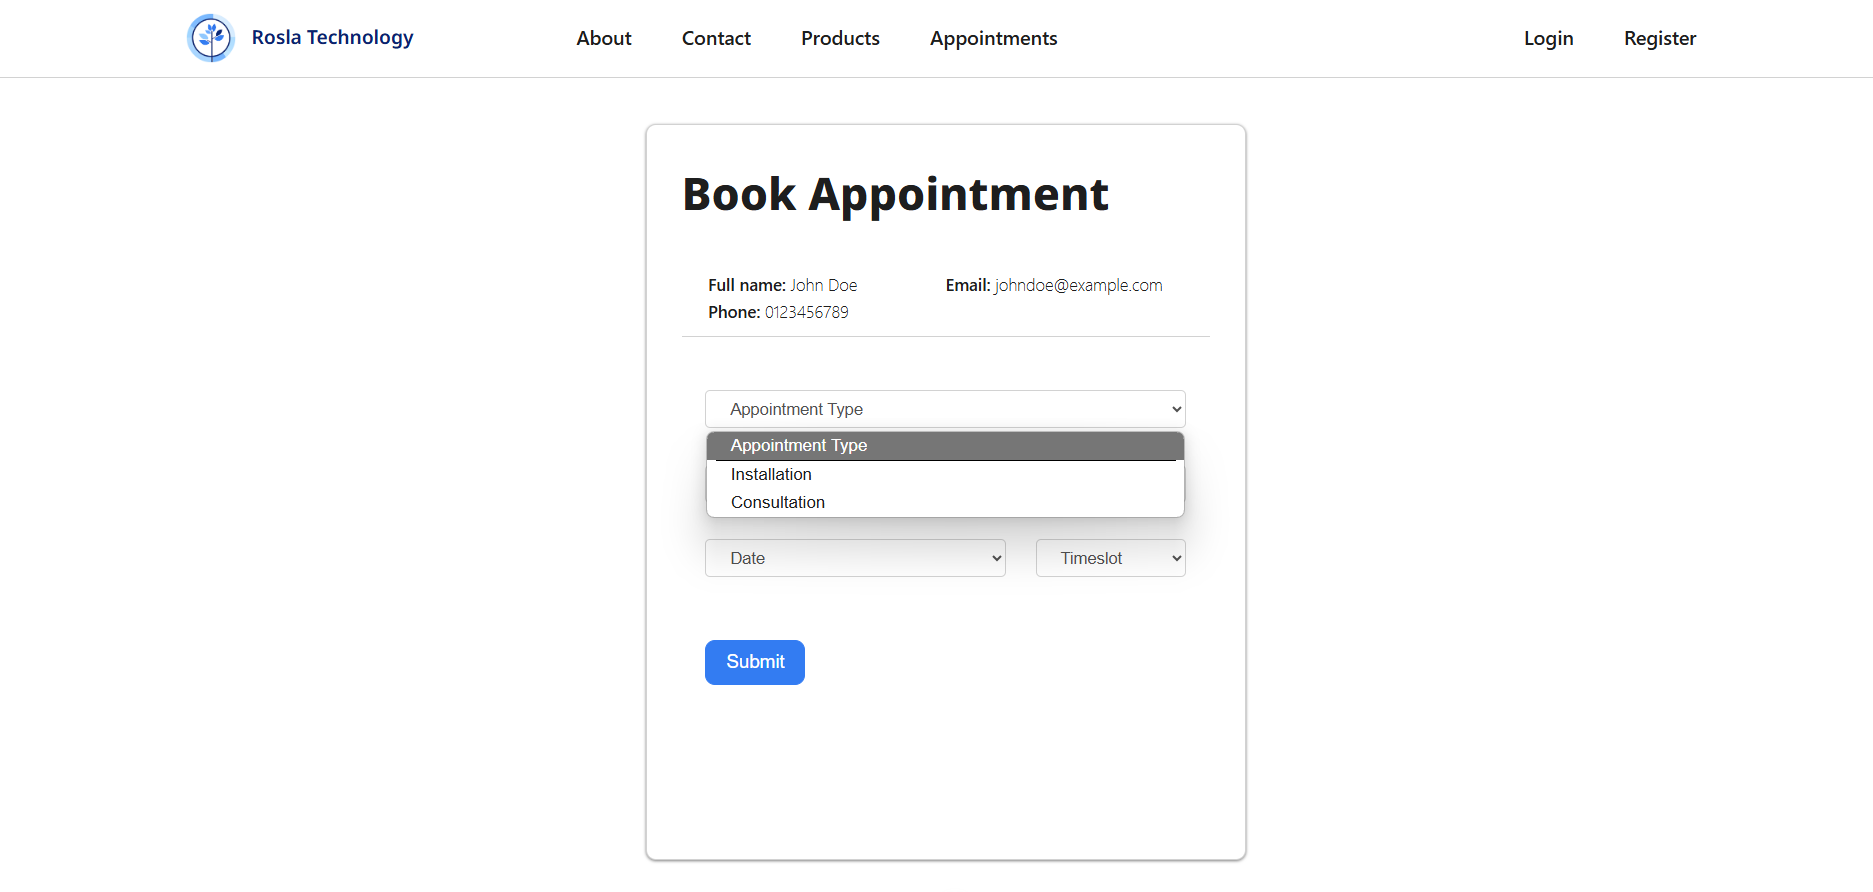 Rosla Technology
About
Contact
Products
Appointments
Login
Register
Book Appointment
Full name: John Doe
Email: johndoe@example.com
Phone: 0123456789
Appointment Type
Appointment Type
Installation
Consultation
Date
Timeslot
Submit